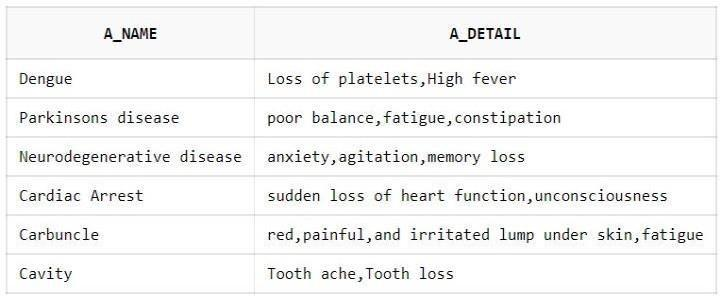 A_NAME A_DETAIL
Dengue Loss of platelets,High fever
Parkinsons disease poor balance,fatigue,constipation
Neurodegenerative disease anxiety,agitation,memory loss
Cardiac Arrest sudden loss of heart function,unconsciousness
Carbuncle red,painful,and irritated lump under skin,fatigue
Cavity Tooth ache,Tooth loss